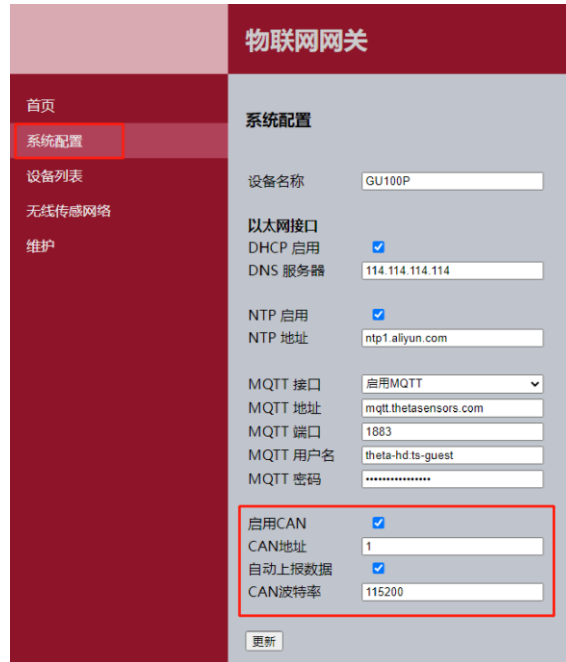 物联网网关
首页
系统配置
设备列表
无线传感网络
维护
系统配置
设备名称 GU100P
以太网接口
DHCP 启用
DNS 服务器 114.114.114.114
NTP 启用
NTP 地址 ntp1.aliyun.com
MQTT 接口 启用MQTT
MQTT 地址 mqtt.thetasensors.com
MQTT 端口 1883
MQTT 用户名 theta-hd:ts-guest
MQTT 密码 ················
启用CAN
CAN地址 1
自动上报数据
CAN波特率 115200
更新